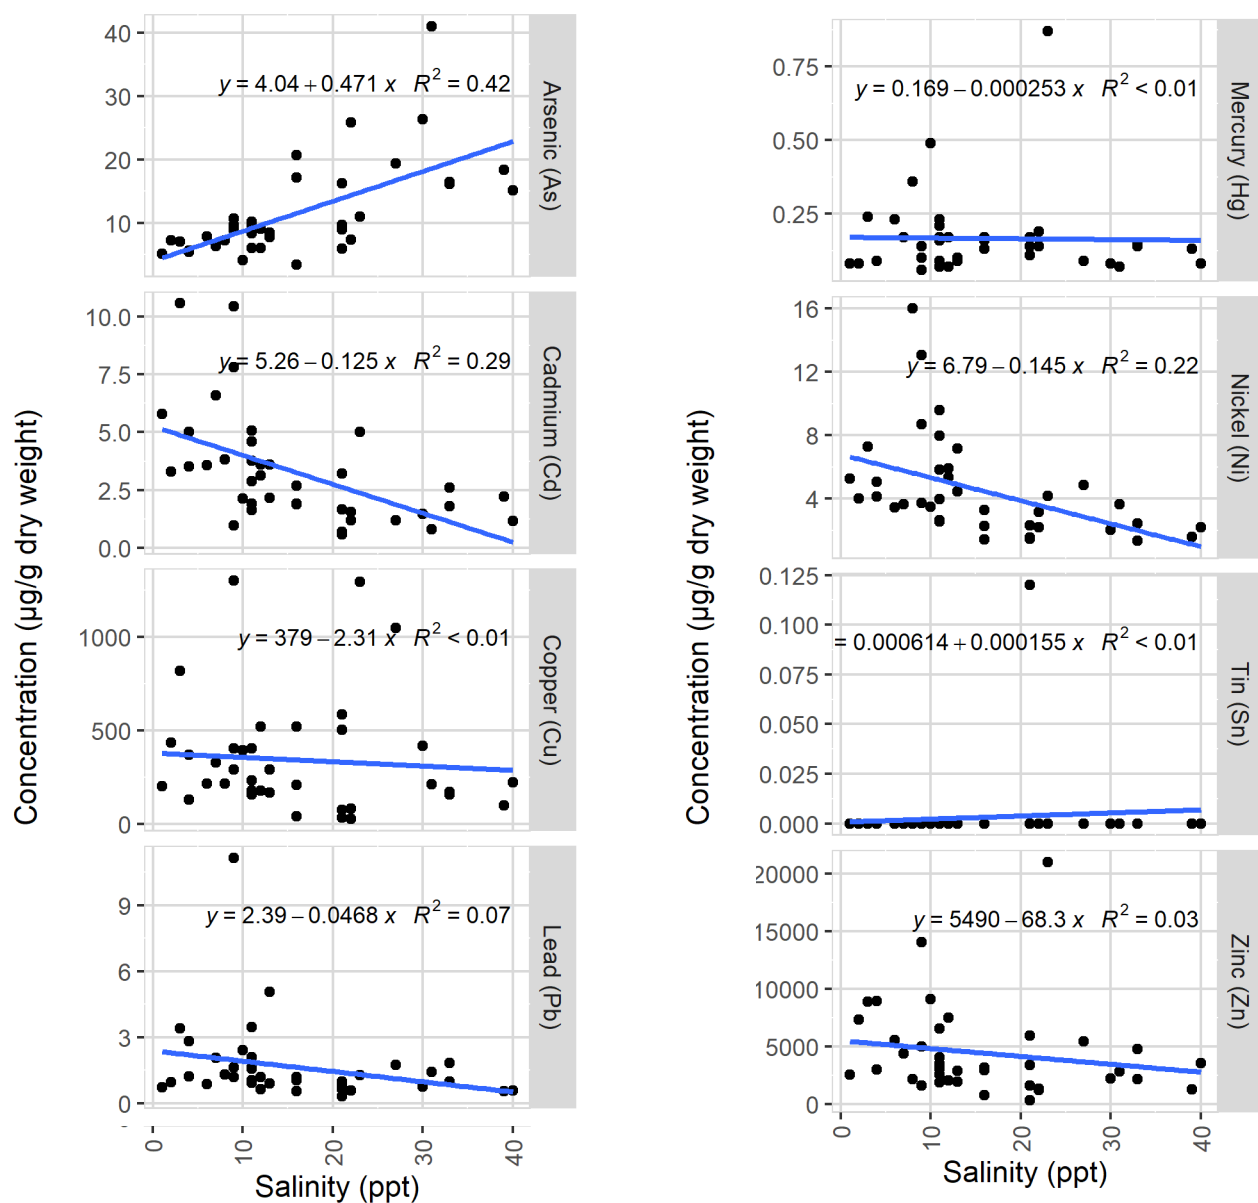 Concentration (µg/g dry weight)
40
30
20
10
y = 4.04 + 0.471 x R² = 0.42
Arsenic (As)
10.0
7.5
5.0
2.5
0.0
y = 5.26 − 0.125 x R² = 0.29
Cadmium (Cd)
1000
500
0
y = 379 − 2.31 x R² < 0.01
Copper (Cu)
9
6
3
0
y = 2.39 − 0.0468 x R² = 0.07
Lead (Pb)
0
10
20
30
40
Salinity (ppt)
Concentration (µg/g dry weight)
0.75
0.50
0.25
y = 0.169 − 0.000253 x R² < 0.01
Mercury (Hg)
16
12
8
4
y = 6.79 − 0.145 x R² = 0.22
Nickel (Ni)
0.125
0.100
0.075
0.050
0.025
0.000
= 0.000614 + 0.000155 x R² < 0.01
Tin (Sn)
20000
15000
10000
5000
0
y = 5490 − 68.3 x R² = 0.03
Zinc (Zn)
0
10
20
30
40
Salinity (ppt)